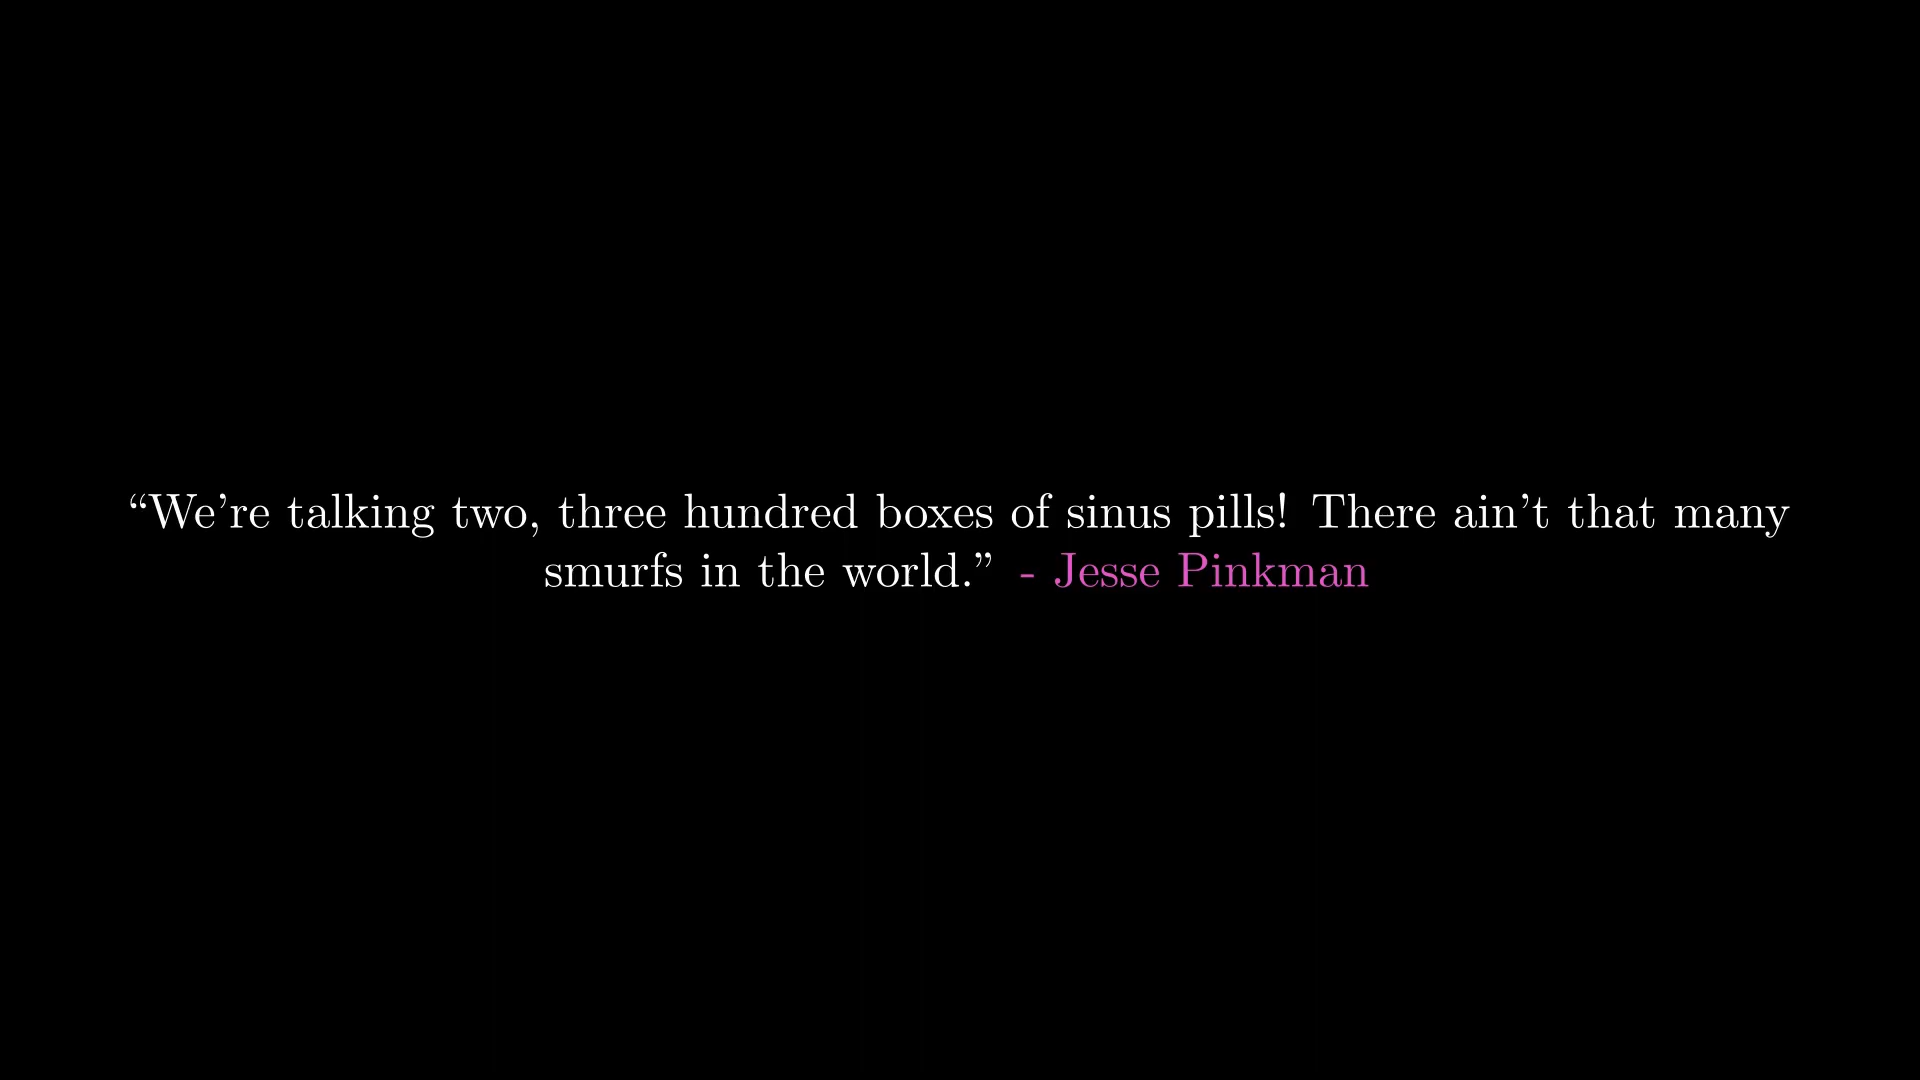 “We’re talking two, three hundred boxes of sinus pills! There ain’t that many
smurfs in the world.” - Jesse Pinkman